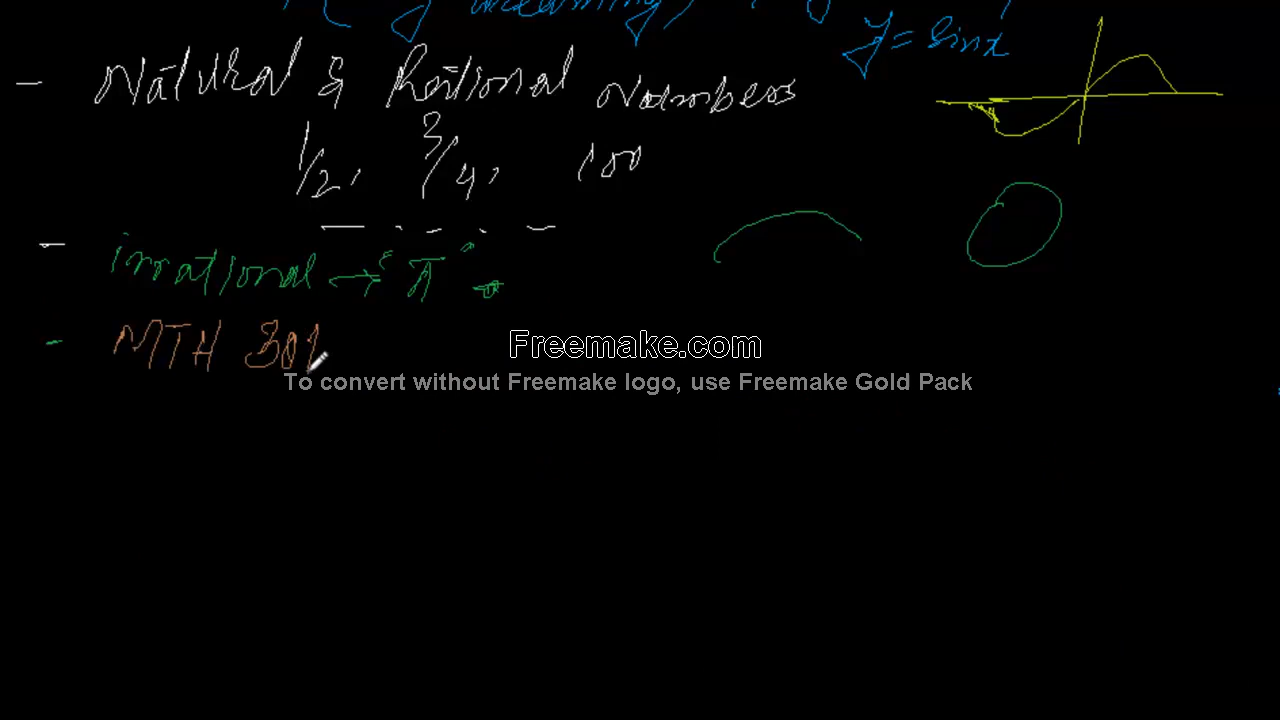 y = sinx
- Natural & Rational Numbers
1/2, 3/4, 100
- irrational → "π"
- MTH 301
Freemake.com
To convert without Freemake logo, use Freemake Gold Pack